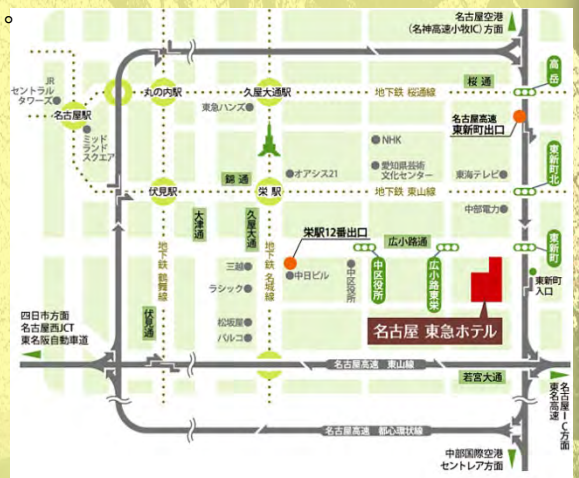 。
名古屋空港
(名神高速小牧IC)方面
JR
セントラル
タワーズ
名古屋駅
ミッド
ランド
スクエア
丸の内駅
久屋大通駅
東急ハンズ
地下鉄 桜通線
桜通
高岳
名古屋高速
東新町出口
NHK
愛知県芸術
文化センター
オアシス21
東海テレビ
東新町北
伏見駅
錦通
栄駅
地下鉄 東山線
中部電力
大津通
久屋大通
栄駅12番出口
広小路通
東新町
地下鉄 鶴舞線
地下鉄 名城線
三越
ラシック
中日ビル
中区役所
中区役所
広小路東栄
東新町
入口
伏見通
松坂屋
パルコ
名古屋 東急ホテル
四日市方面
名古屋西JCT
東名阪自動車道
名古屋高速 東山線
若宮大通
名古屋IC方面
東名高速
名古屋高速 都心環状線
中部国際空港
セントレア方面